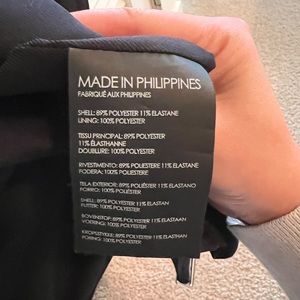 MADE IN PHILIPPINES
FABRIQUÉ AUX PHILIPPINES
SHELL: 89% POLYESTER 11% ELASTANE
LINING: 100% POLYESTER
TISSU PRINCIPAL: 89% POLYESTER
11% ÉLASTHANNE
DOUBLURE: 100% POLYESTER
RIVESTIMENTO: 89% POLIESTERE 11% ELASTANE
FODERA: 100% POLIESTERE
TELA EXTERIOR: 89% POLIÉSTER 11% ELASTANO
FORRO: 100% POLIÉSTER
SHELL: 89% POLYESTER 11% ELASTHAN
FUTTER: 100% POLYESTER
BOVENSTOF: 89% POLYESTER 11% ELASTAAN
VOERING: 100% POLYESTER
KROPPSSTYKKE: 89% POLYESTER 11% ELASTHAN
FORING: 100% POLYESTER